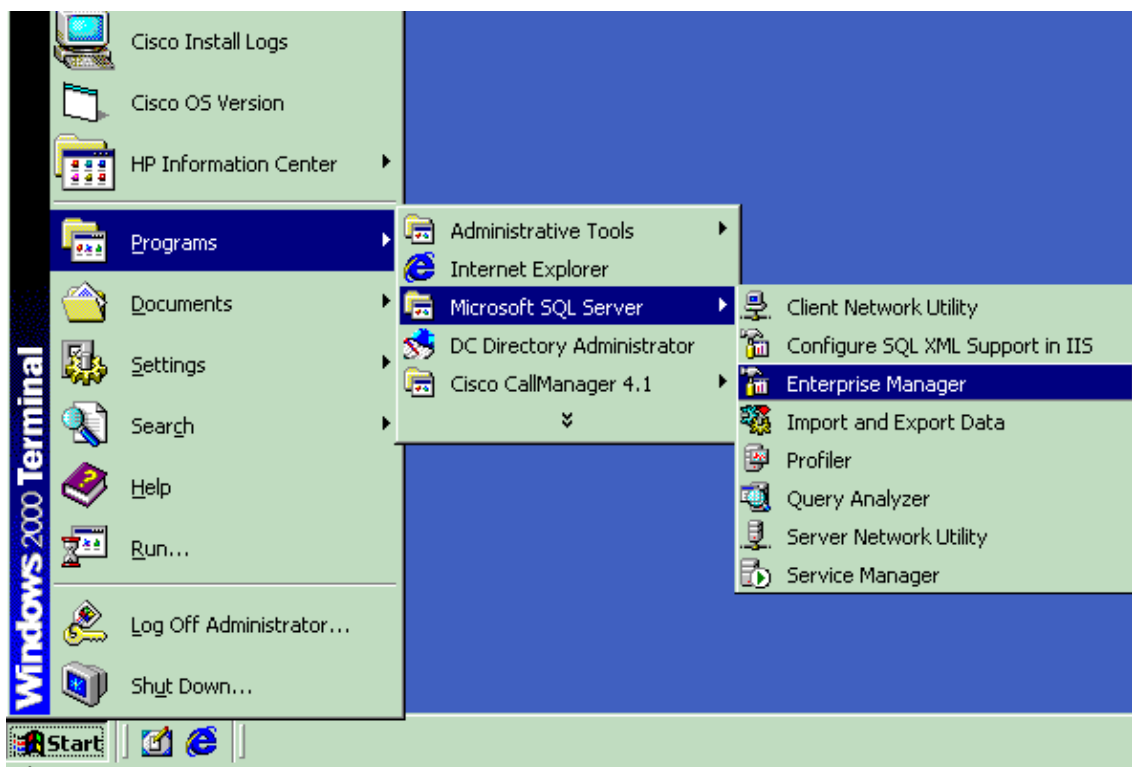 Cisco Install Logs
Cisco OS Version
HP Information Center
Programs
Documents
Settings
Search
Help
Run...
Log Off Administrator...
Shut Down...
Windows 2000 Terminal
Administrative Tools
Internet Explorer
Microsoft SQL Server
DC Directory Administrator
Cisco CallManager 4.1
Client Network Utility
Configure SQL XML Support in IIS
Enterprise Manager
Import and Export Data
Profiler
Query Analyzer
Server Network Utility
Service Manager
Start